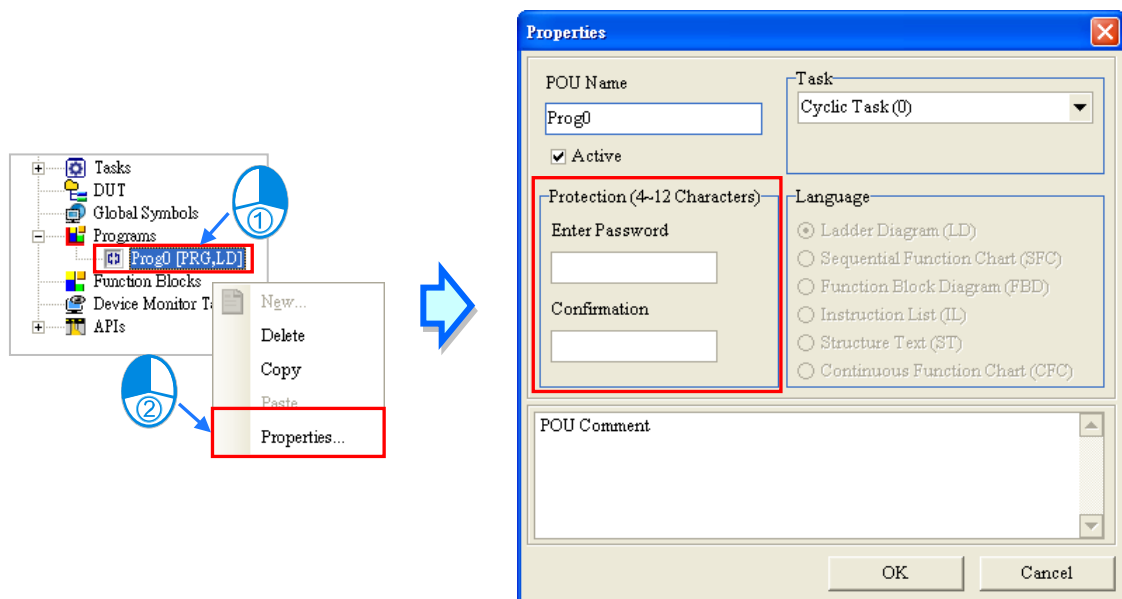 Tasks
DUT
Global Symbols
Programs
Prog0 [PRG,LD]
Function Blocks
Device Monitor Ta
APIs
①
New...
Delete
Copy
Paste
Properties...
②
Properties
POU Name
Prog0
Active
Protection (4~12 Characters)
Enter Password
Confirmation
Task
Cyclic Task (0)
Language
Ladder Diagram (LD)
Sequential Function Chart (SFC)
Function Block Diagram (FBD)
Instruction List (IL)
Structure Text (ST)
Continuous Function Chart (CFC)
POU Comment
OK
Cancel